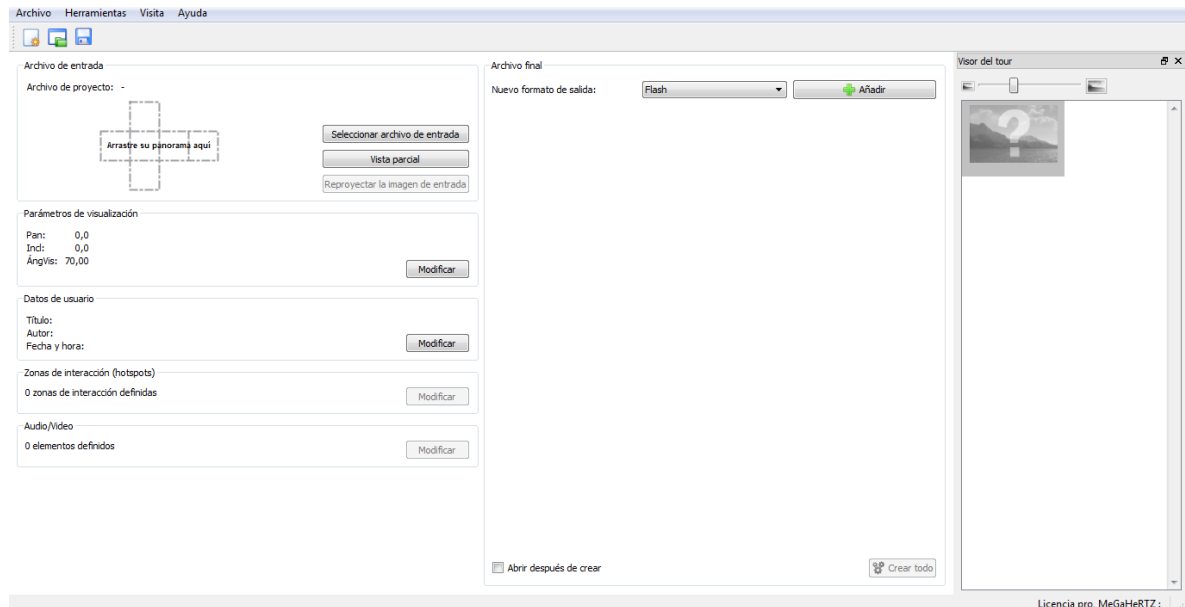 Archivo Herramientas Visita Ayuda
Archivo de entrada
Archivo de proyecto: -
Arrastre su panorama aquí
Seleccionar archivo de entrada
Vista parcial
Reproyectar la imagen de entrada
Parámetros de visualización
Pan: 0,0
Incl: 0,0
ÁngVis: 70,00
Modificar
Datos de usuario
Título:
Autor:
Fecha y hora:
Modificar
Zonas de interacción (hotspots)
0 zonas de interacción definidas
Modificar
Audio/Video
0 elementos definidos
Modificar
Archivo final
Nuevo formato de salida: Flash Añadir
Abrir después de crear
Crear todo
Visor del tour
?
Licencia pro. MeGaHeRTZ :